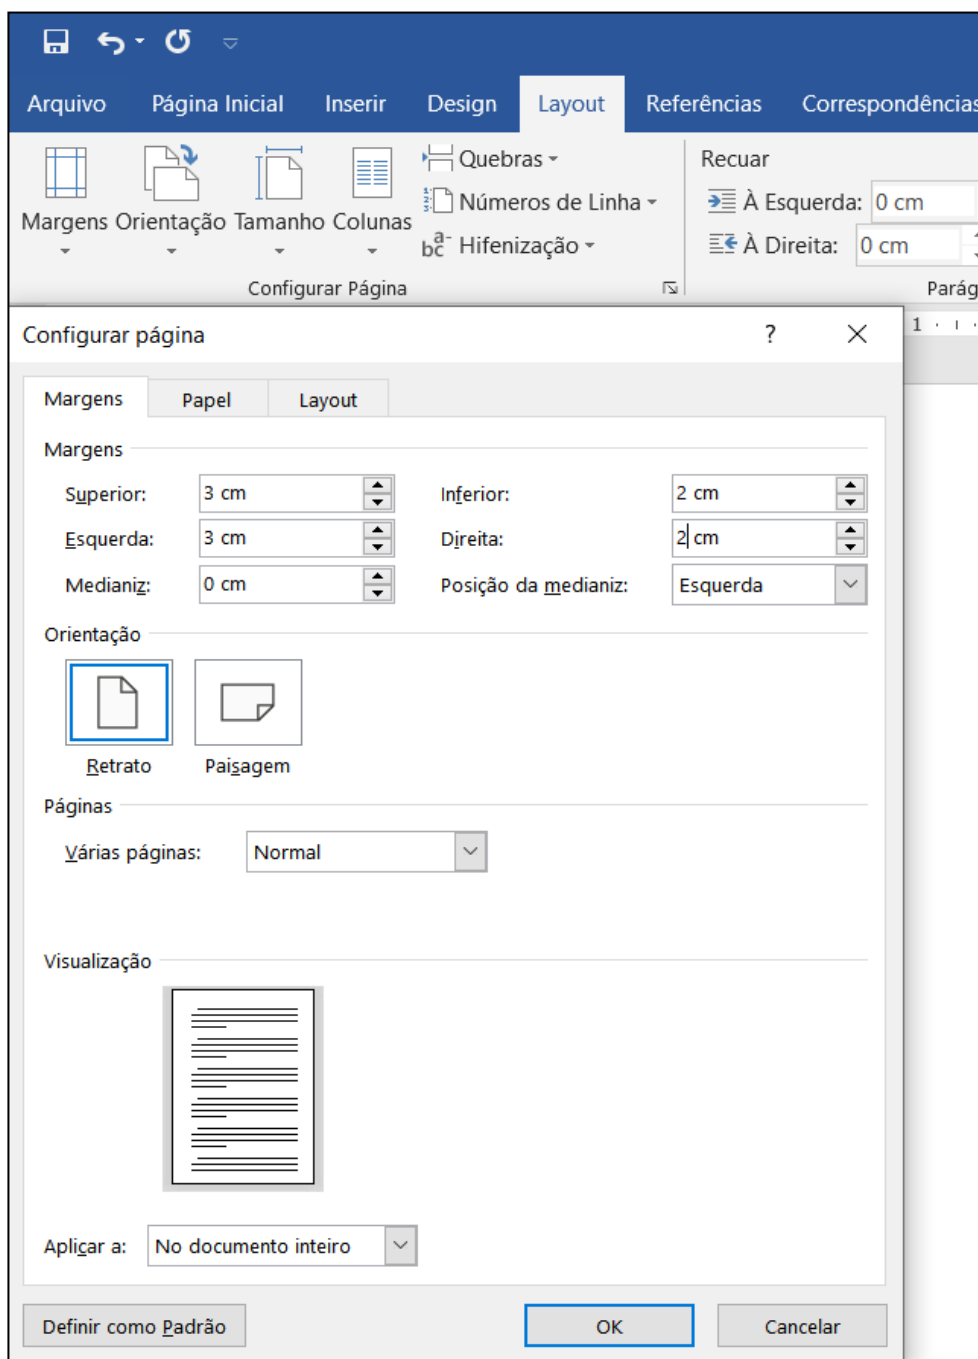 Arquivo Página Inicial Inserir Design Layout Referências Correspondências
Margens Orientação Tamanho Colunas
Quebras
Números de Linha
Hifenização
Configurar Página
Recuar
À Esquerda: 0 cm
À Direita: 0 cm
Parág
1
Configurar página ?
Margens Papel Layout
Margens
Superior: 3 cm Inferior: 2 cm
Esquerda: 3 cm Direita: 2 cm
Medianiz: 0 cm Posição da medianiz: Esquerda
Orientação
Retrato Paisagem
Páginas
Várias páginas: Normal
Visualização
Aplicar a: No documento inteiro
Definir como Padrão OK Cancelar